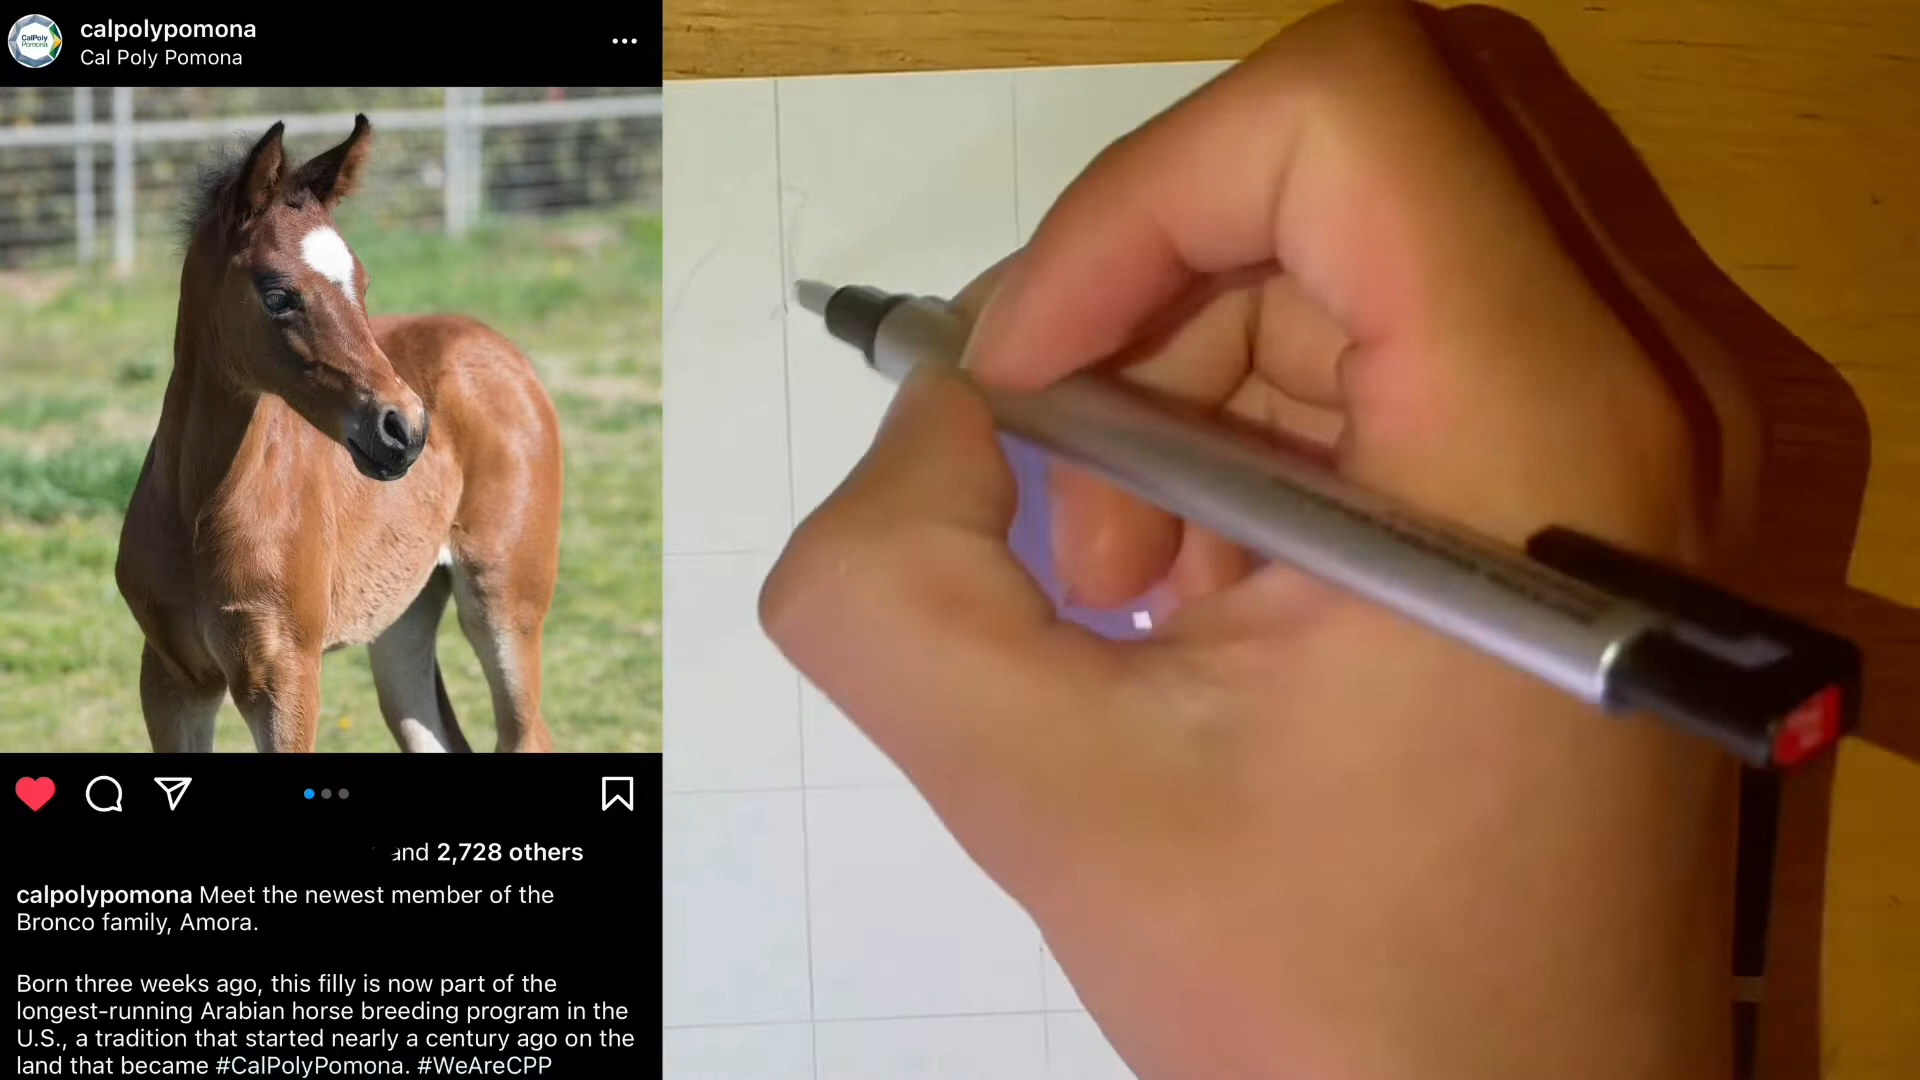 calpolypomona
Cal Poly Pomona
CalPoly
Pomona
and 2,728 others
calpolypomona Meet the newest member of the
Bronco family, Amora.
Born three weeks ago, this filly is now part of the
longest-running Arabian horse breeding program in the
U.S., a tradition that started nearly a century ago on the
land that became #CalPolyPomona. #WeAreCPP